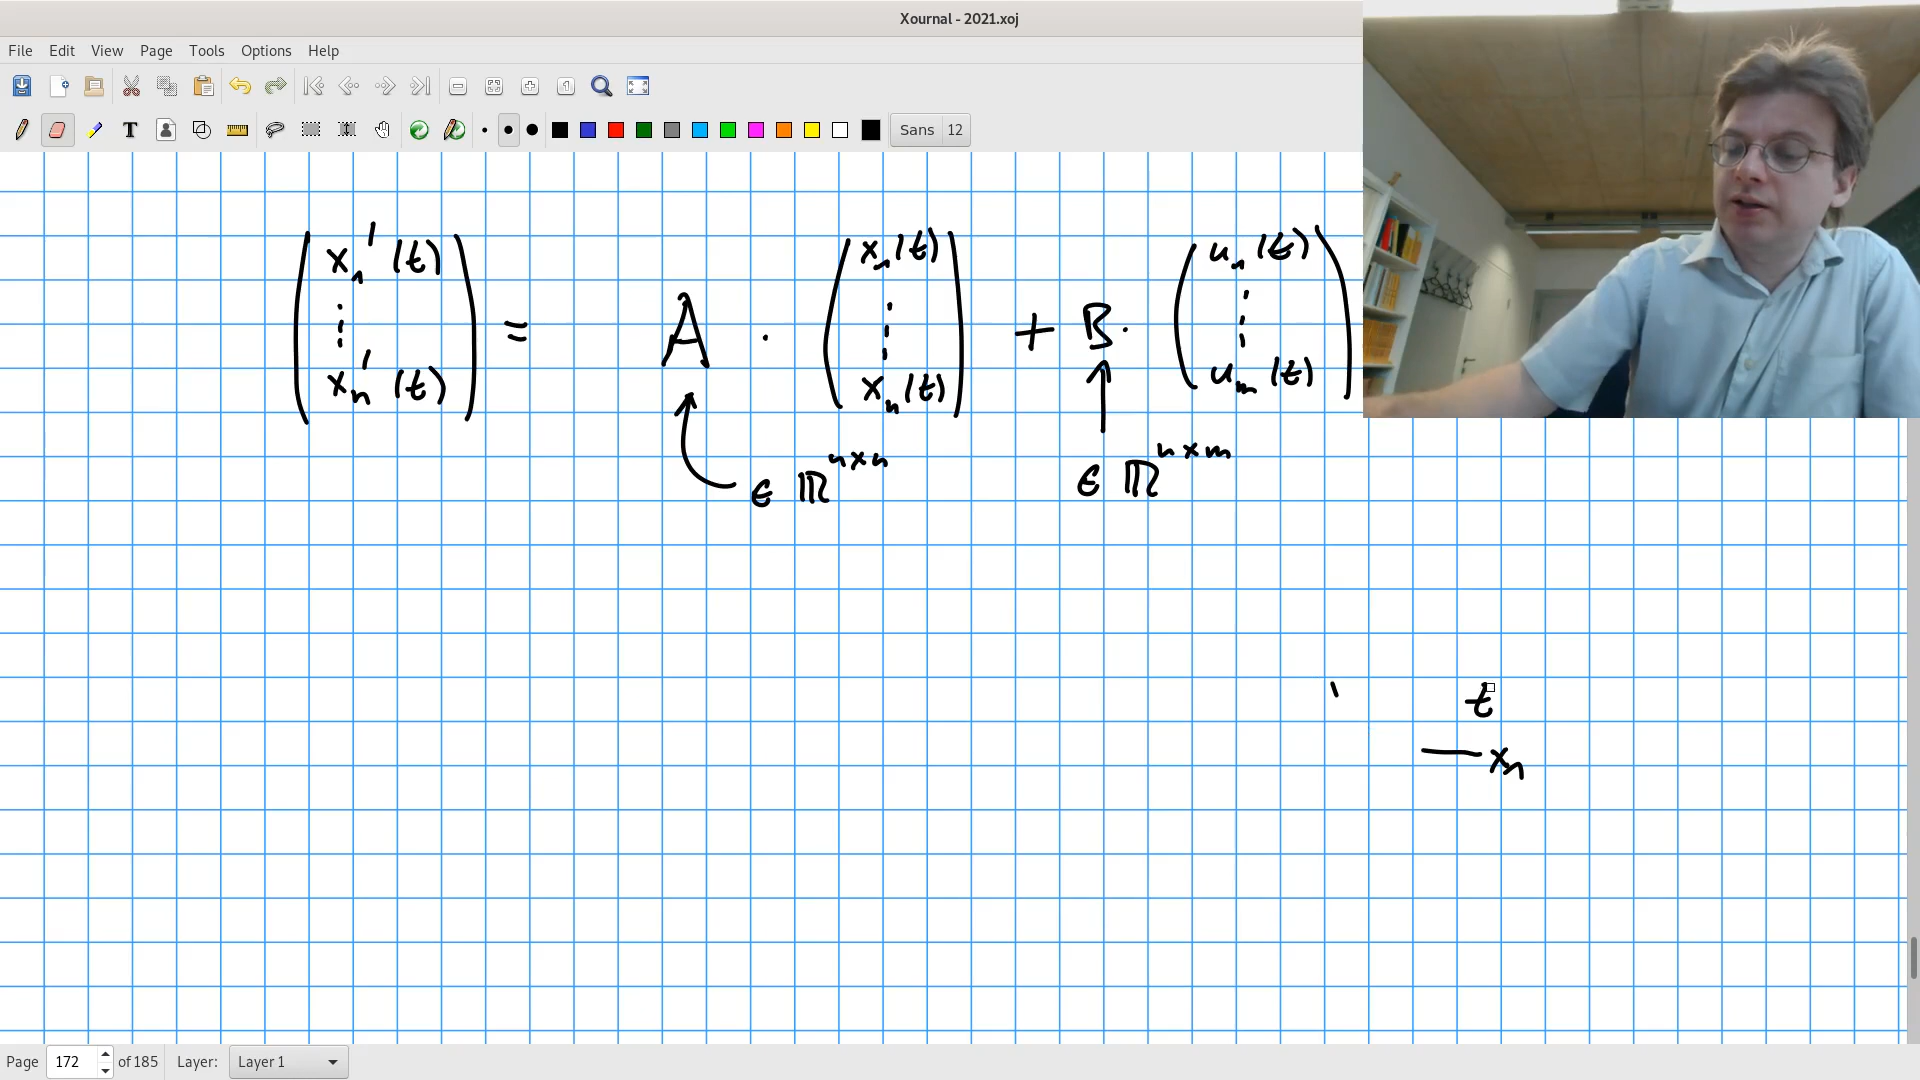 Xournal - 2021.xoj
File Edit View Page Tools Options Help
Sans 12
x₁'(t) x₁(t) u₁(t)
⋮ = A · ⋮ + B · ⋮
xₙ'(t) xₙ(t) uₘ(t)
∈ ℝⁿˣⁿ ∈ ℝⁿˣᵐ
t
x₁
Page 172 of 185 Layer: Layer 1